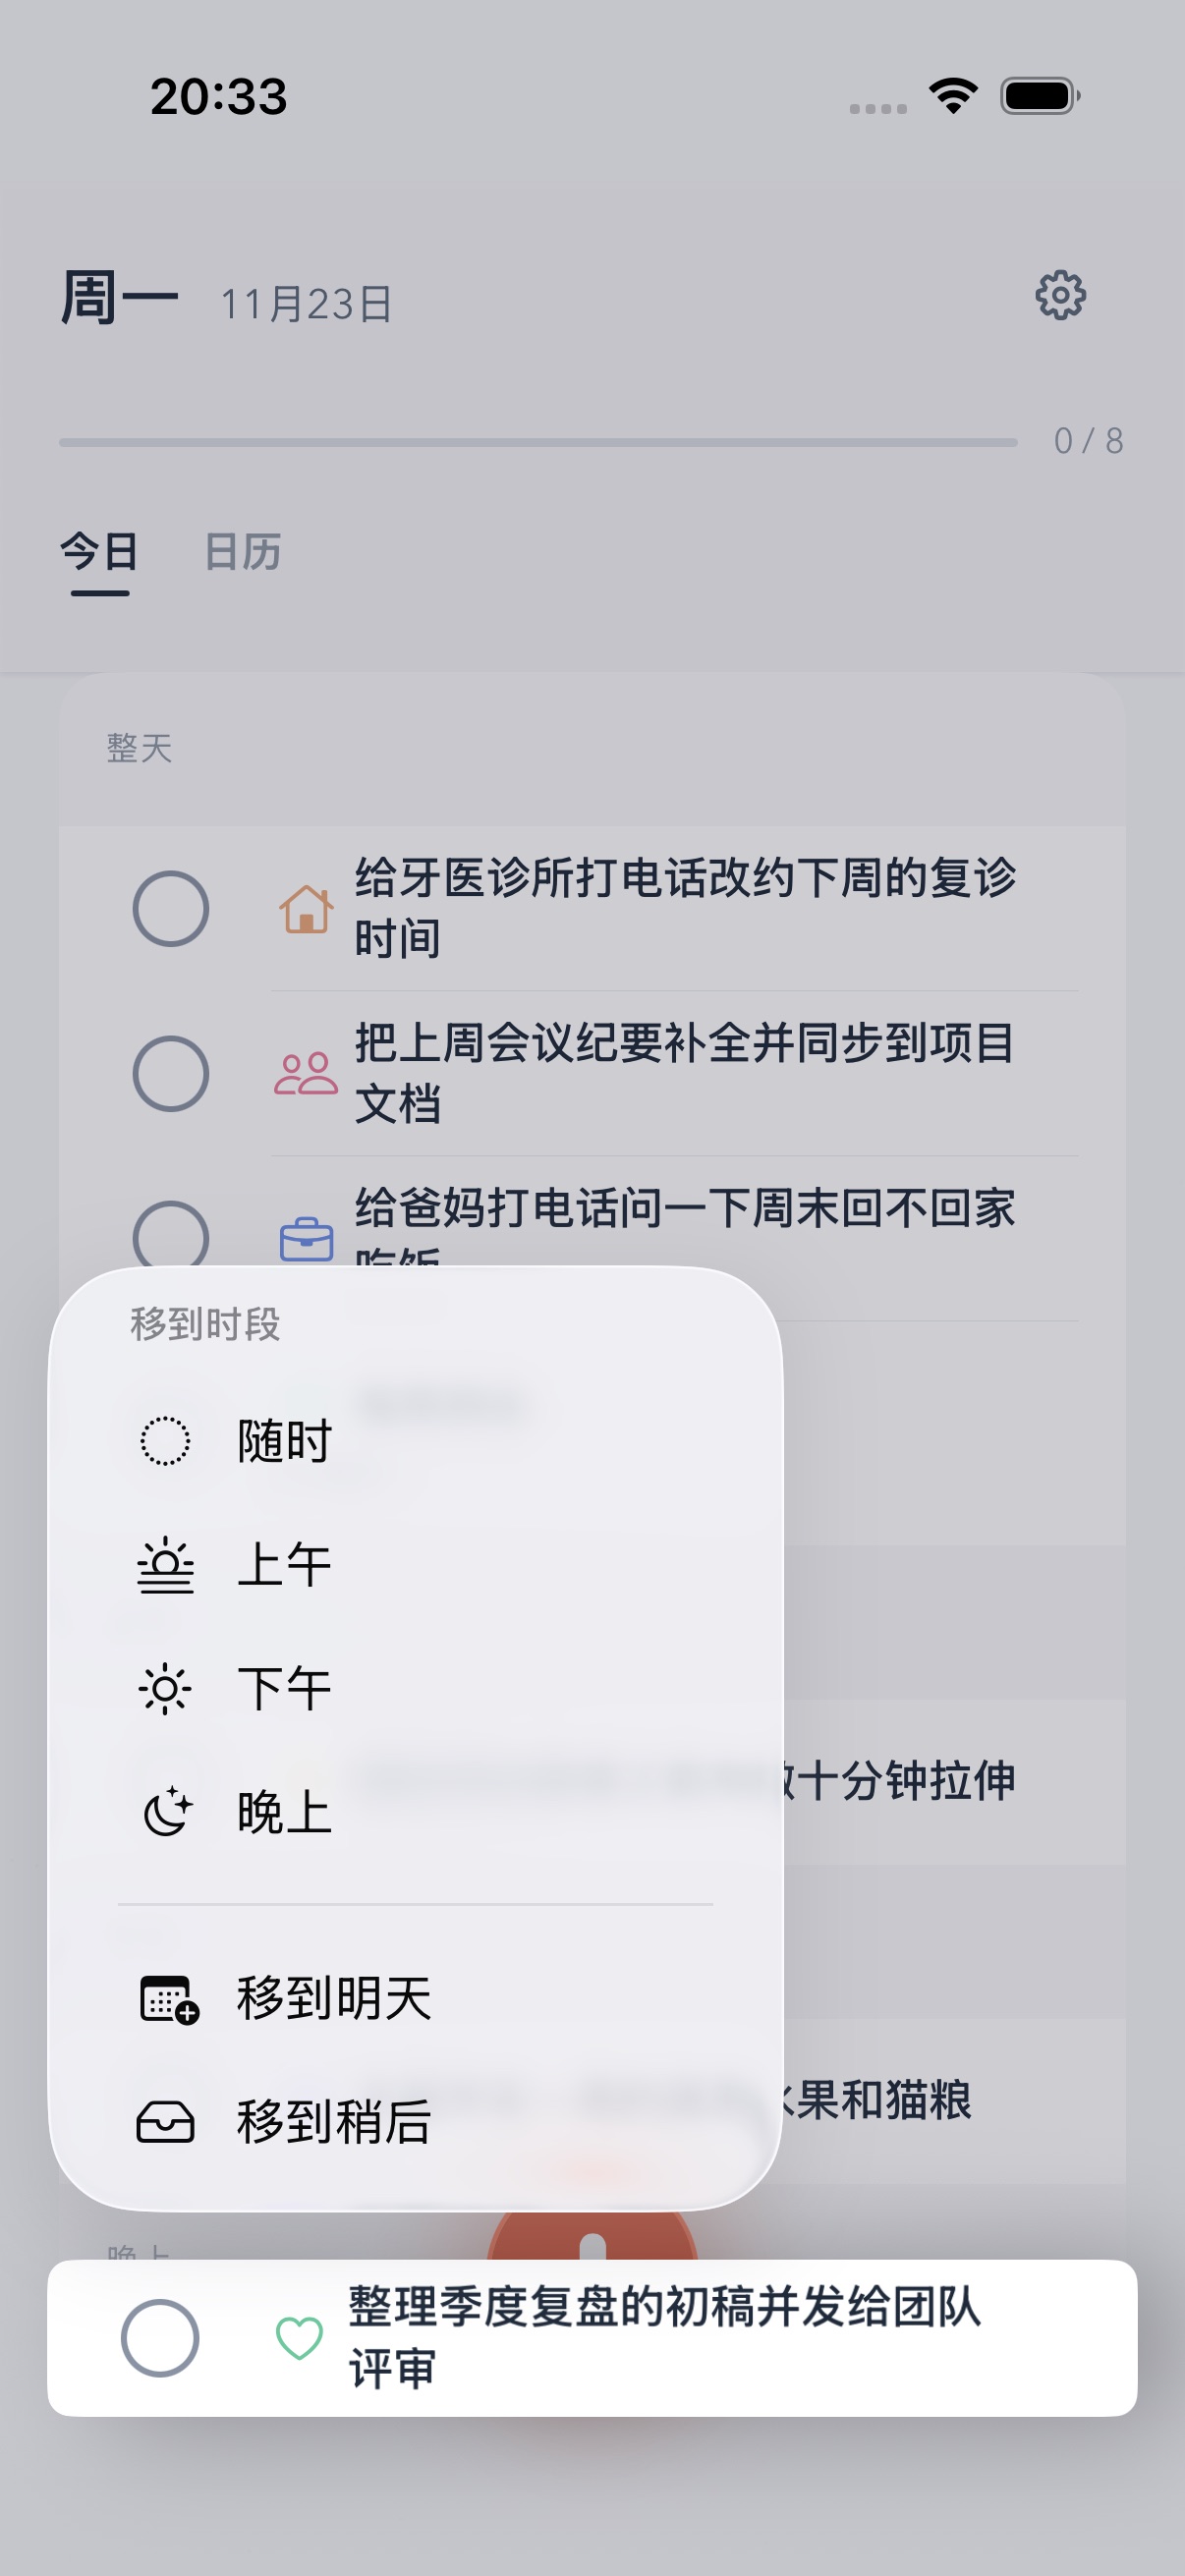 20:33
周一 11月23日
0 / 8
今日 日历
整天
给牙医诊所打电话改约下周的复诊
时间
把上周会议纪要补全并同步到项目
文档
给爸妈打电话问一下周末回不回家
吃饭
移到时段
随时
上午
下午
十分钟拉伸
晚上
移到明天
果和猫粮
移到稍后
晚上
整理季度复盘的初稿并发给团队
评审